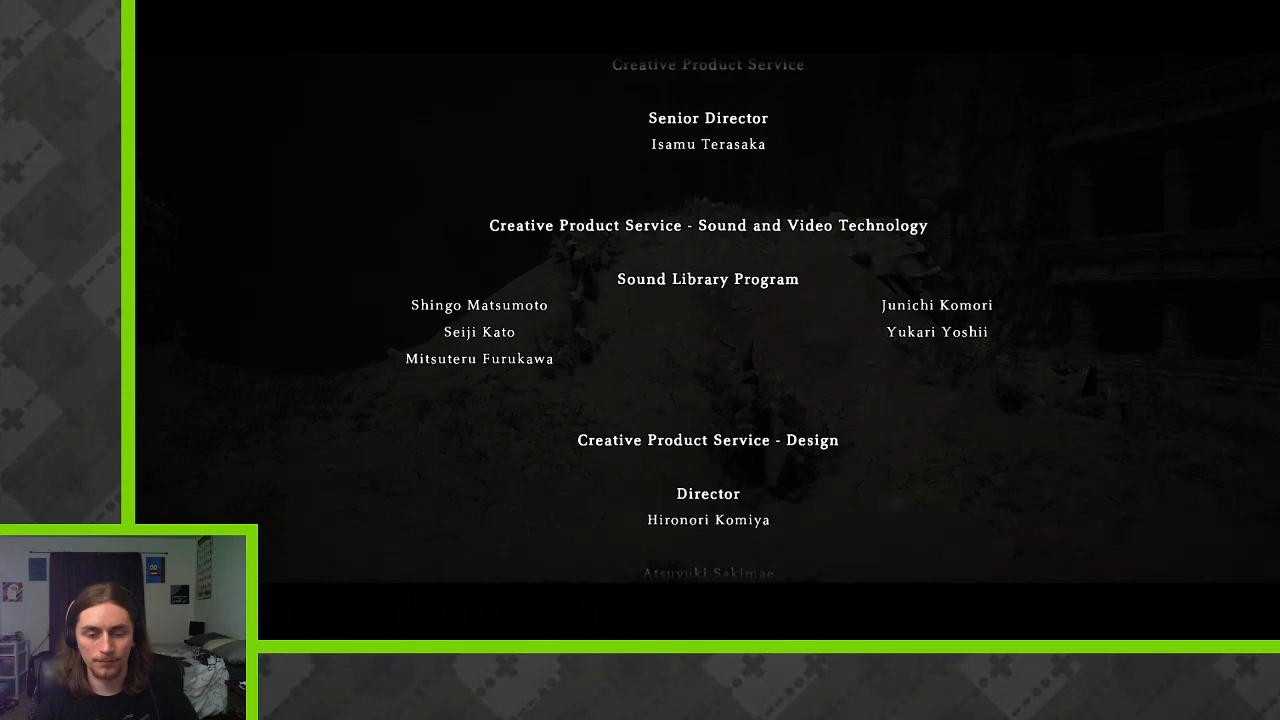 Creative Product Service
Senior Director
Isamu Terasaka
Creative Product Service - Sound and Video Technology
Sound Library Program
Shingo Matsumoto
Junichi Komori
Seiji Kato
Yukari Yoshii
Mitsuteru Furukawa
Creative Product Service - Design
Director
Hironori Komiya
Atsuyuki Sakimae